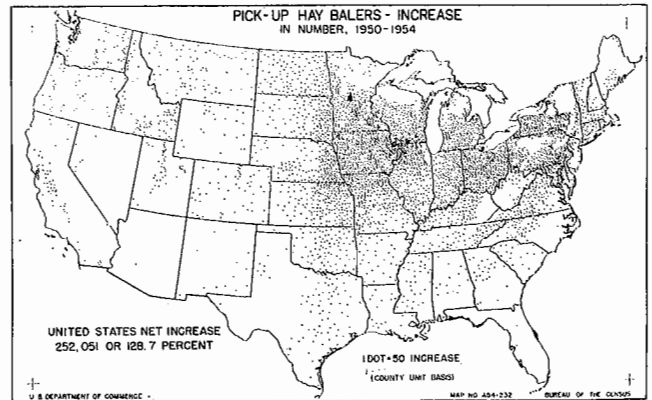 PICK-UP HAY BALERS - INCREASE
IN NUMBER, 1950-1954
UNITED STATES NET INCREASE
252,051 OR 128.7 PERCENT
1 DOT=50 INCREASE
(COUNTY UNIT BASIS)
U S DEPARTMENT OF COMMERCE
MAP NO A54-232
BUREAU OF THE CENSUS